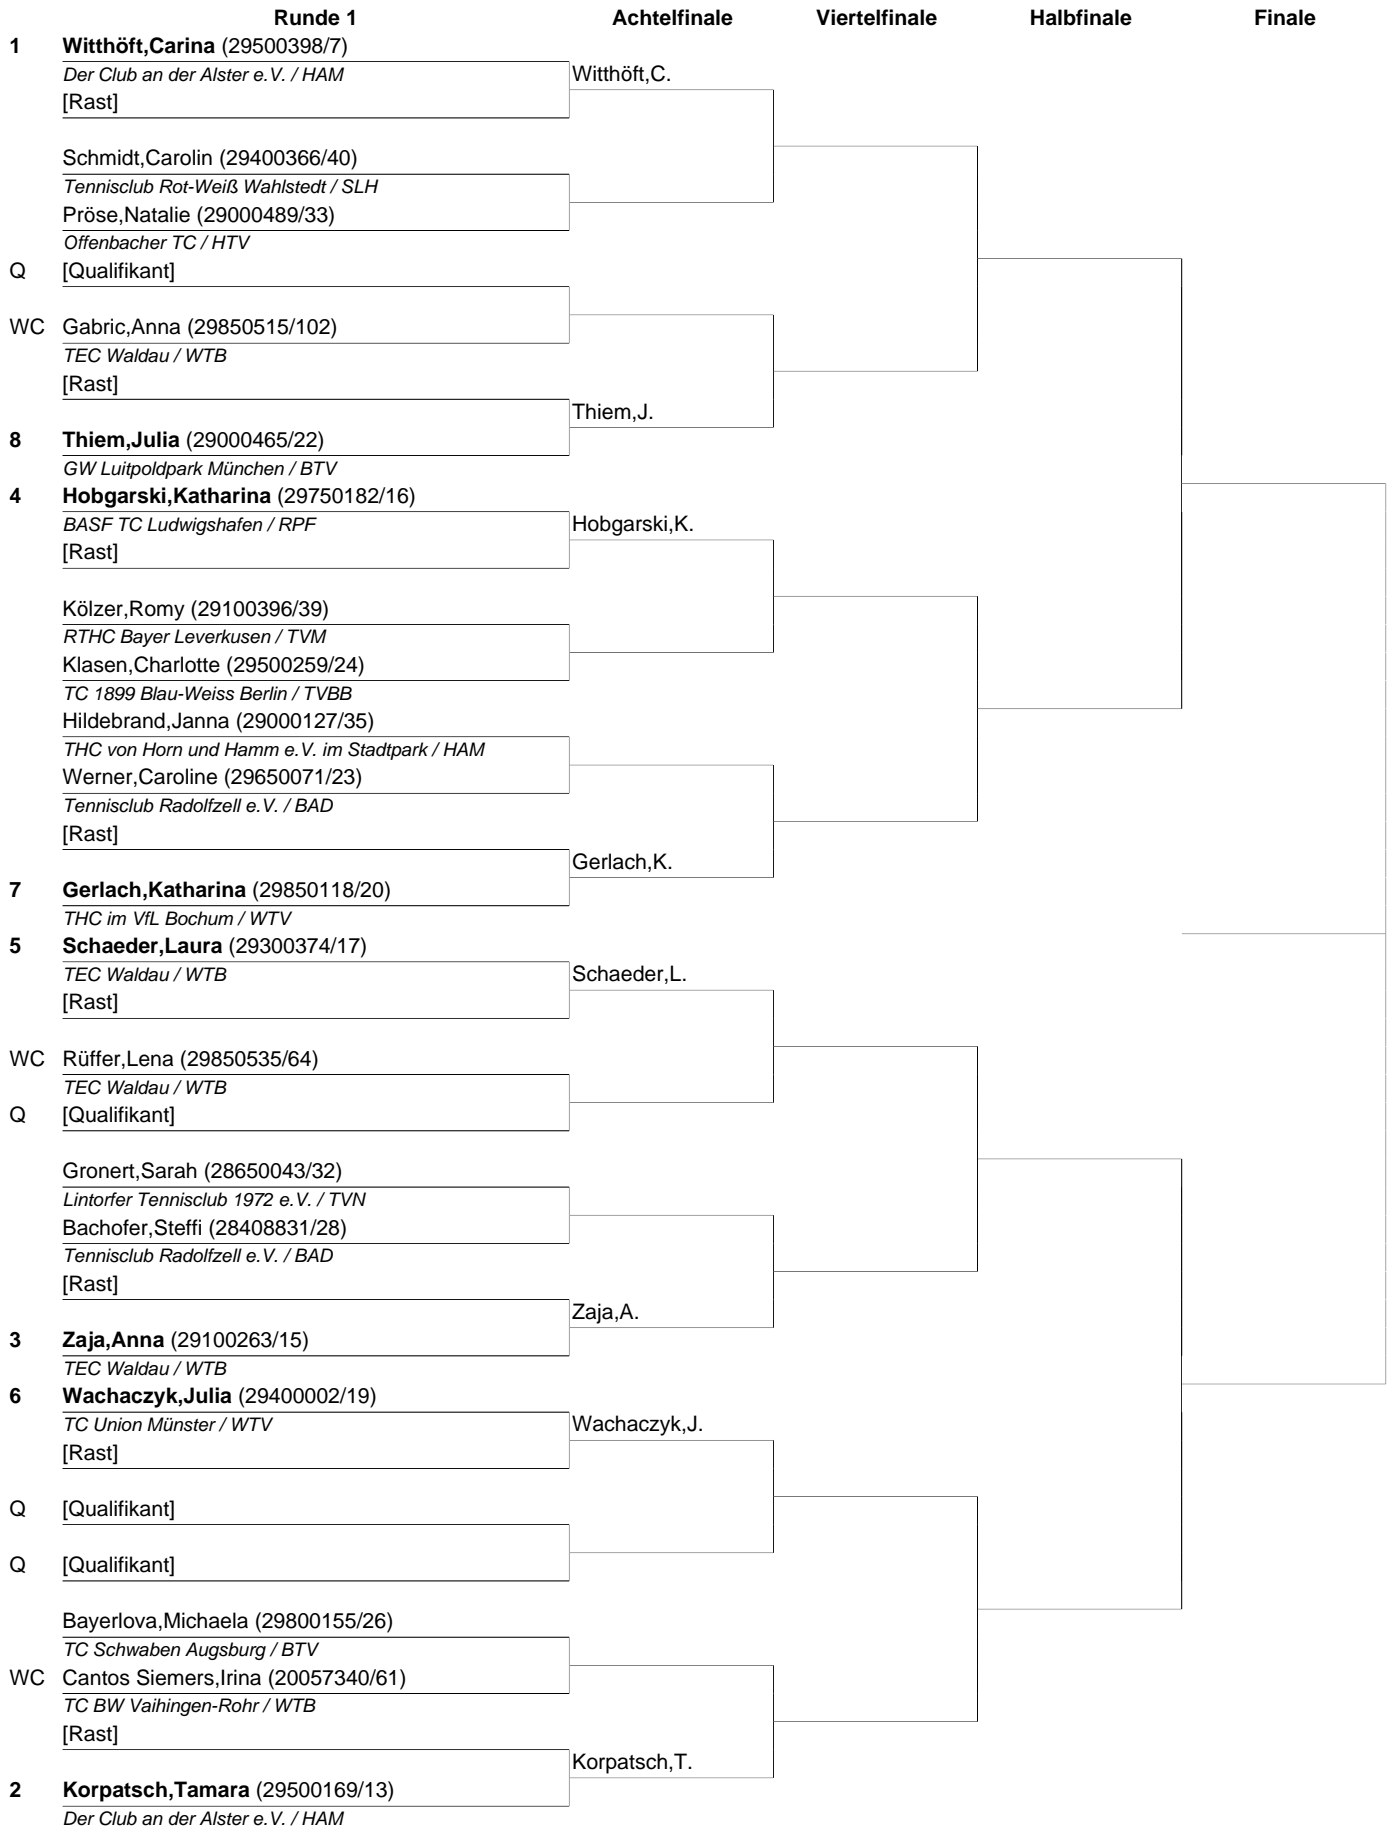 Runde 1 Achtelfinale Viertelfinale Halbfinale Finale
1 Witthöft,Carina (29500398/7)
Der Club an der Alster e.V. / HAM Witthöft,C.
[Rast]
Schmidt,Carolin (29400366/40)
Tennisclub Rot-Weiß Wahlstedt / SLH
Pröse,Natalie (29000489/33)
Offenbacher TC / HTV
Q [Qualifikant]
WC Gabric,Anna (29850515/102)
TEC Waldau / WTB
[Rast]
Thiem,J.
8 Thiem,Julia (29000465/22)
GW Luitpoldpark München / BTV
4 Hobgarski,Katharina (29750182/16)
BASF TC Ludwigshafen / RPF Hobgarski,K.
[Rast]
Kölzer,Romy (29100396/39)
RTHC Bayer Leverkusen / TVM
Klasen,Charlotte (29500259/24)
TC 1899 Blau-Weiss Berlin / TVBB
Hildebrand,Janna (29000127/35)
THC von Horn und Hamm e.V. im Stadtpark / HAM
Werner,Caroline (29650071/23)
Tennisclub Radolfzell e.V. / BAD
[Rast]
Gerlach,K.
7 Gerlach,Katharina (29850118/20)
THC im VfL Bochum / WTV
5 Schaeder,Laura (29300374/17)
TEC Waldau / WTB Schaeder,L.
[Rast]
WC Rüffer,Lena (29850535/64)
TEC Waldau / WTB
Q [Qualifikant]
Gronert,Sarah (28650043/32)
Lintorfer Tennisclub 1972 e.V. / TVN
Bachofer,Steffi (28408831/28)
Tennisclub Radolfzell e.V. / BAD
[Rast]
Zaja,A.
3 Zaja,Anna (29100263/15)
TEC Waldau / WTB
6 Wachaczyk,Julia (29400002/19)
TC Union Münster / WTV Wachaczyk,J.
[Rast]
Q [Qualifikant]
Q [Qualifikant]
Bayerlova,Michaela (29800155/26)
TC Schwaben Augsburg / BTV
WC Cantos Siemers,Irina (20057340/61)
TC BW Vaihingen-Rohr / WTB
[Rast]
Korpatsch,T.
2 Korpatsch,Tamara (29500169/13)
Der Club an der Alster e.V. / HAM